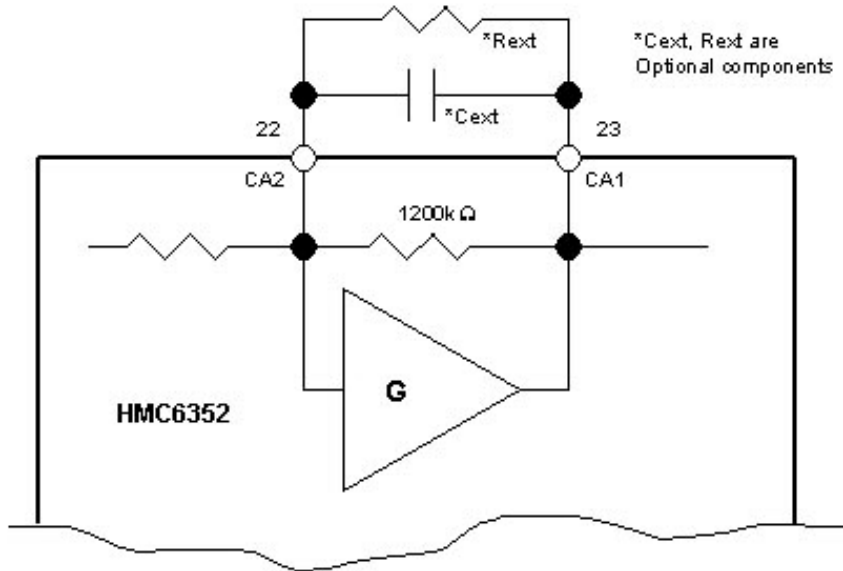 *Rext
*Cext, Rext are
Optional components
*Cext
22
23
CA2
CA1
1200k Ω
G
HMC6352